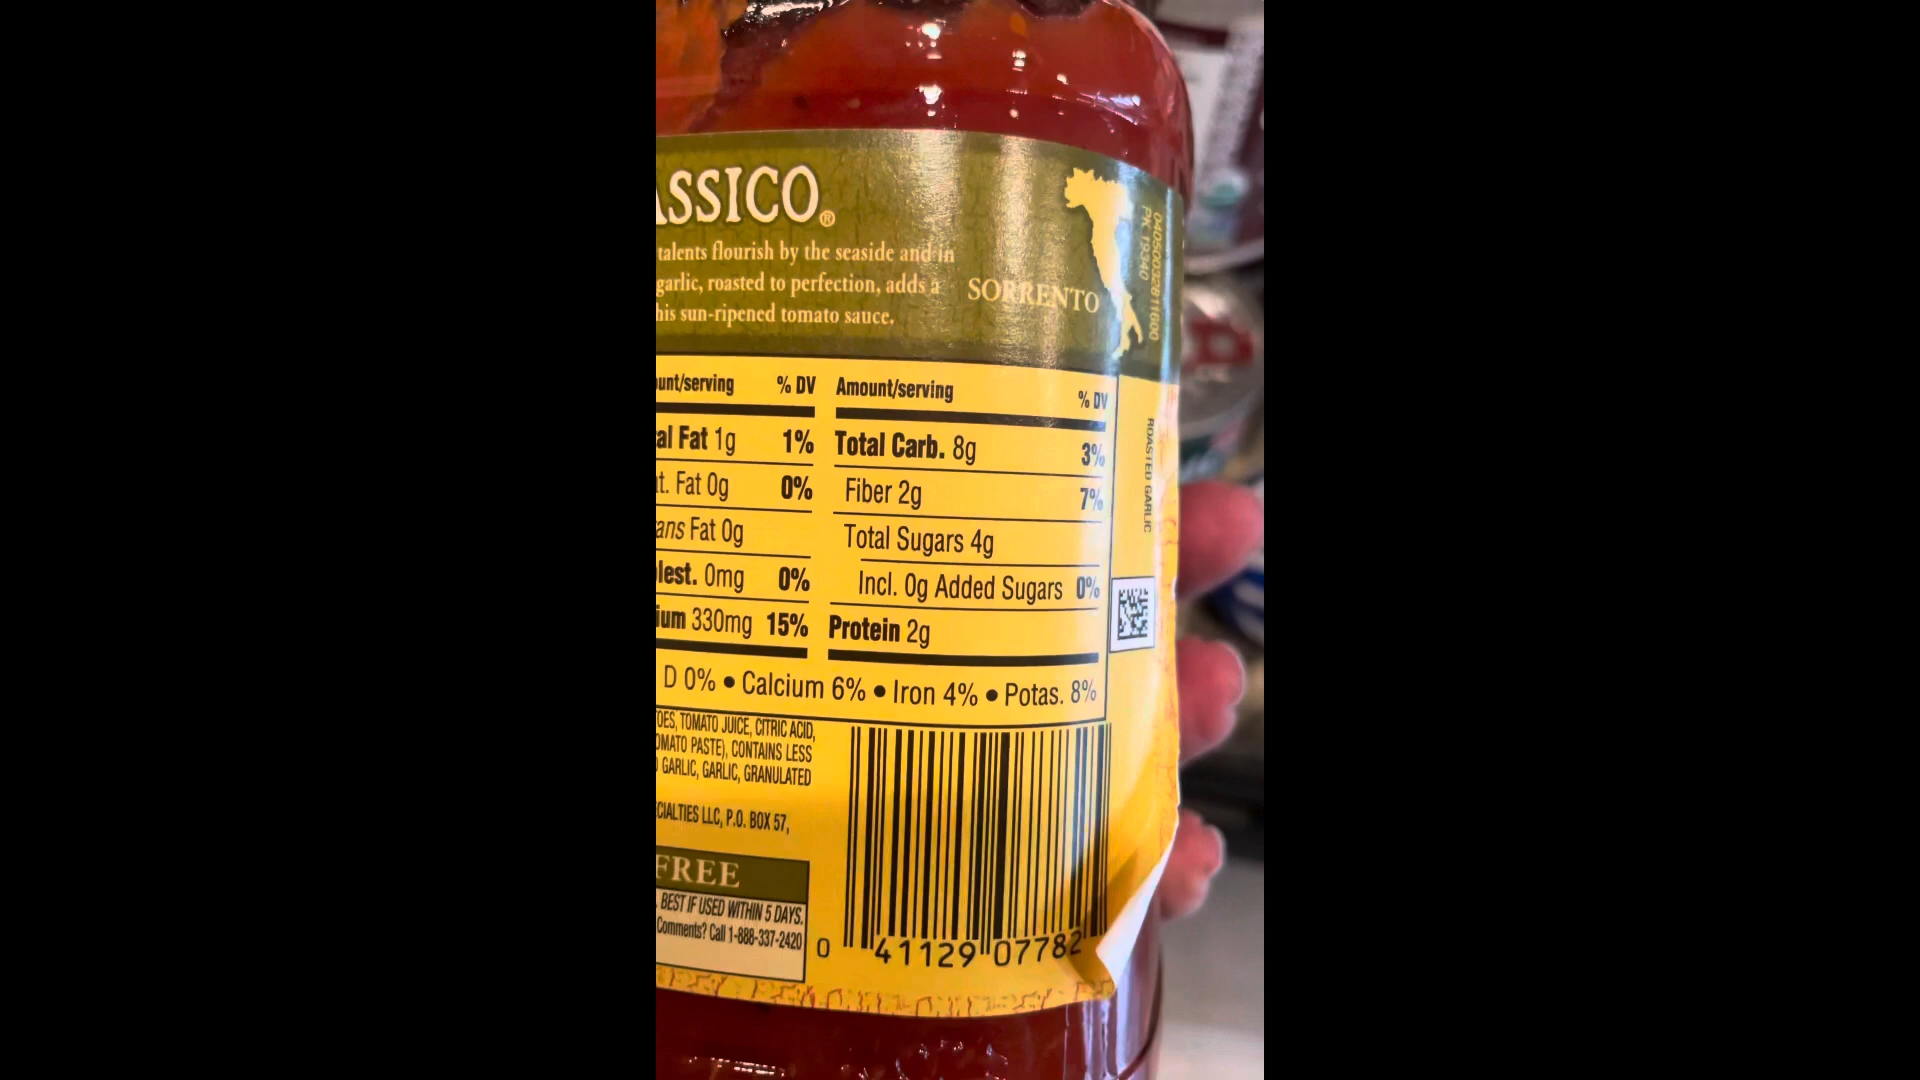 ASSICO®
talents flourish by the seaside and in
garlic, roasted to perfection, adds a
his sun-ripened tomato sauce.
SORRENTO
040500032811600
PK 19340
unt/serving % DV
al Fat 1g 1%
t. Fat 0g 0%
ans Fat 0g
lest. 0mg 0%
ium 330mg 15%
Amount/serving % DV
Total Carb. 8g 3%
Fiber 2g 7%
Total Sugars 4g
Incl. 0g Added Sugars 0%
Protein 2g
D 0% • Calcium 6% • Iron 4% • Potas. 8%
ROASTED GARLIC
OES, TOMATO JUICE, CITRIC ACID,
OMATO PASTE), CONTAINS LESS
GARLIC, GARLIC, GRANULATED
CIALTIES LLC, P.O. BOX 57,
FREE
BEST IF USED WITHIN 5 DAYS.
Comments? Call 1-888-337-2420
0 41129 07782